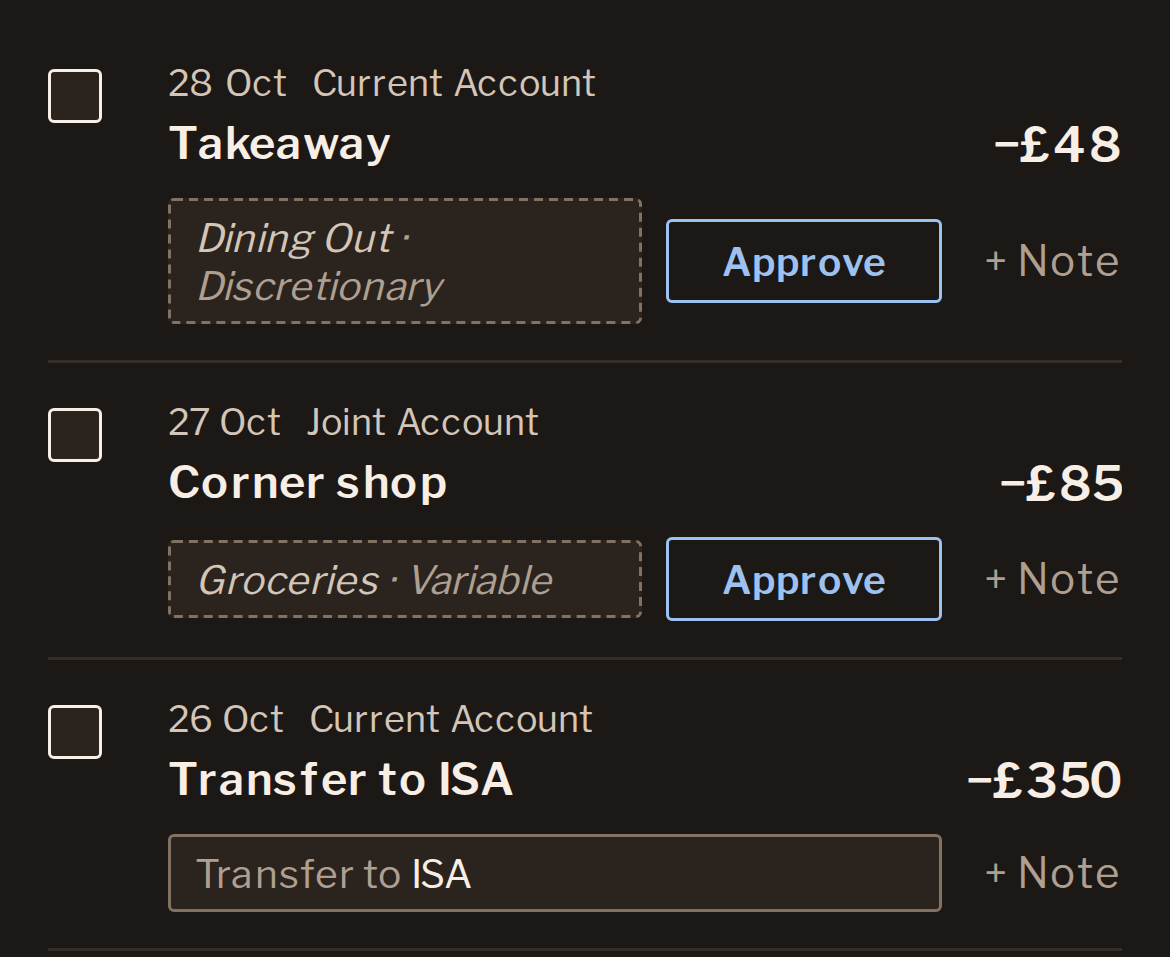 28 Oct Current Account
Takeaway −£48
Dining Out ·
Discretionary
Approve + Note
27 Oct Joint Account
Corner shop −£85
Groceries · Variable Approve + Note
26 Oct Current Account
Transfer to ISA −£350
Transfer to ISA + Note